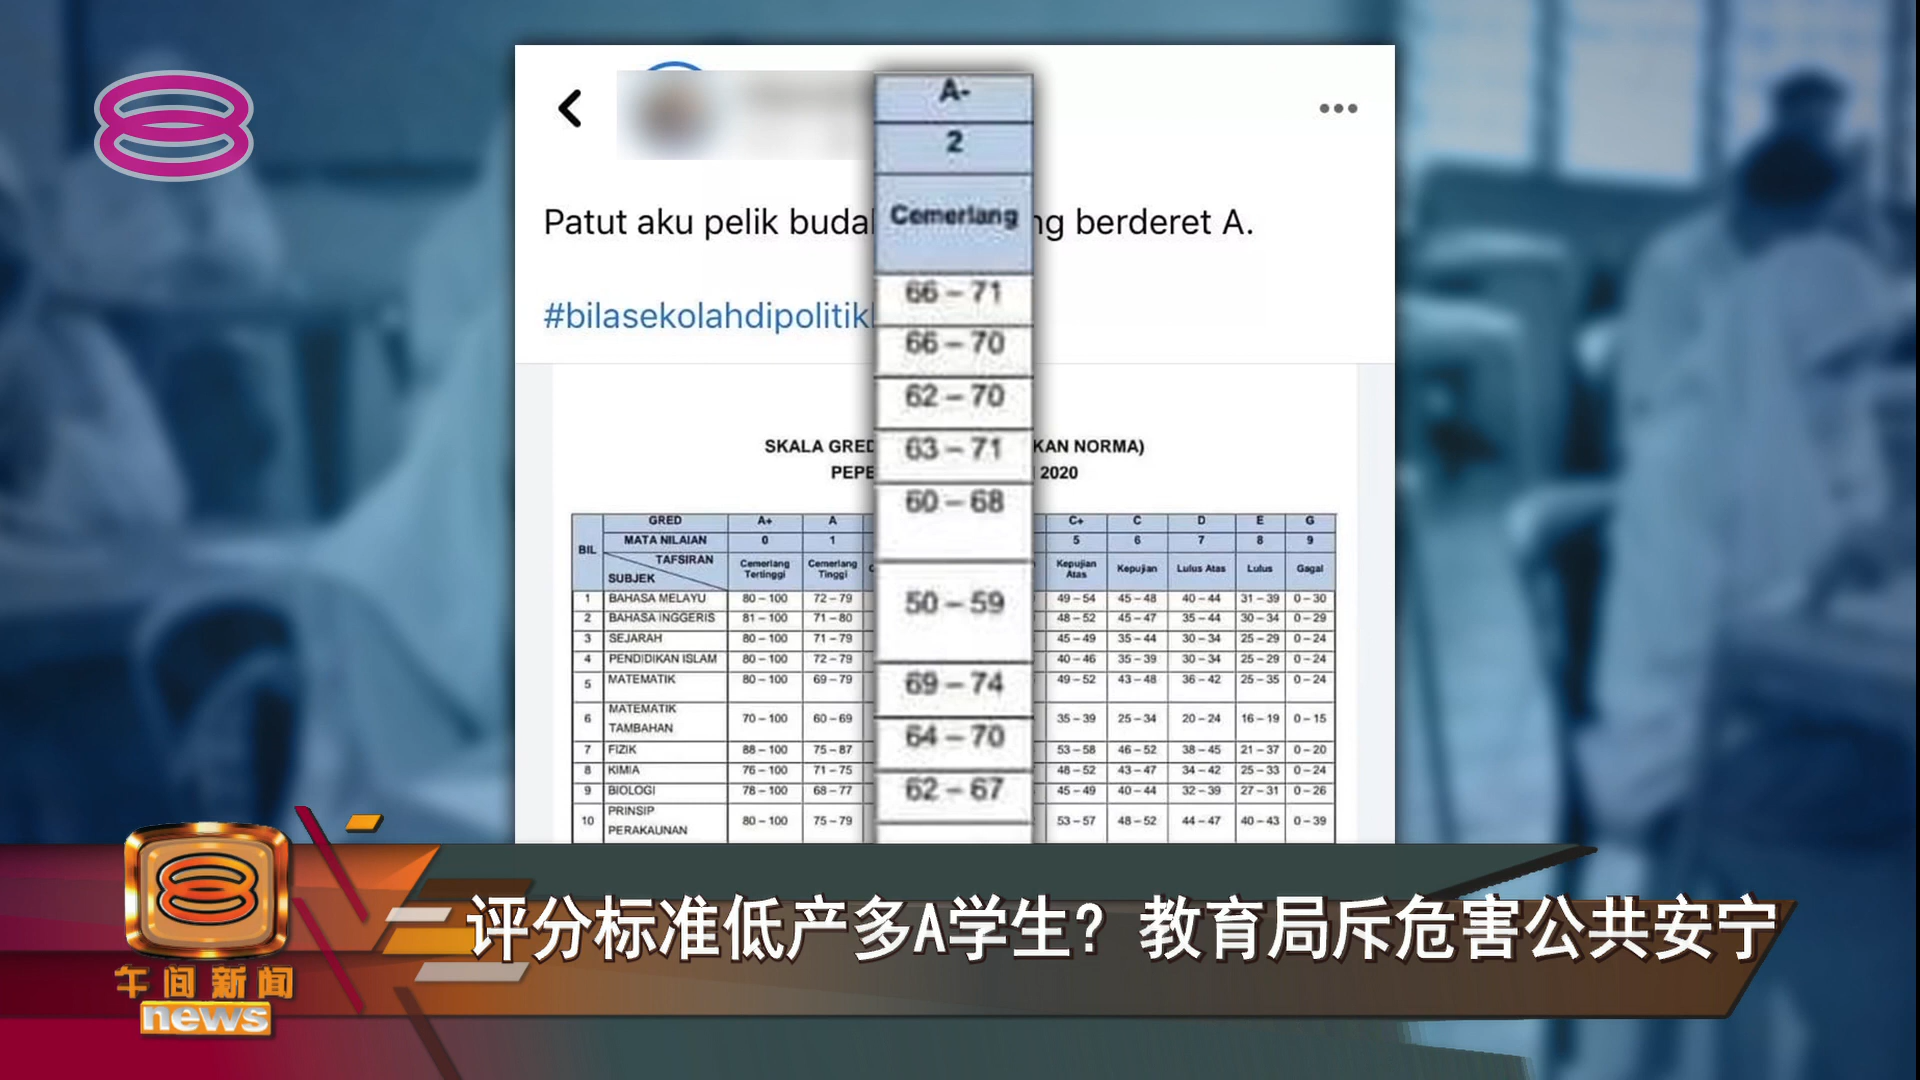 Patut aku pelik ng berderet A.
#bilasekolahdipolitik
A-
2
Cemerlang
66 – 71
66 – 70
62 – 70
63 – 71
60 – 68
50 – 59
69 – 74
64 – 70
62 – 67
SKALA GRED KAN NORMA)
2020
BIL GRED A+ A C+ C D E G
MATA NILAIAN 0 1 5 6 7 8 9
TAFSIRAN
SUBJEK Cemerlang Tertinggi Cemerlang Tinggi Kepujian Atas Kepujian Lulus Atas Lulus Gagal
1 BAHASA MELAYU 80 – 100 72 – 79 49 – 54 45 – 48 40 – 44 31 – 39 0 – 30
2 BAHASA INGGERIS 81 – 100 71 – 80 48 – 52 45 – 47 35 – 44 30 – 34 0 – 29
3 SEJARAH 80 – 100 71 – 79 45 – 49 35 – 44 30 – 34 25 – 29 0 – 24
4 PENDIDIKAN ISLAM 80 – 100 72 – 79 40 – 46 35 – 39 30 – 34 25 – 29 0 – 24
5 MATEMATIK 80 – 100 69 – 79 49 – 52 43 – 48 36 – 42 25 – 35 0 – 24
6 MATEMATIK TAMBAHAN 70 – 100 60 – 69 35 – 39 25 – 34 20 – 24 16 – 19 0 – 15
7 FIZIK 88 – 100 75 – 87 53 – 58 46 – 52 38 – 45 21 – 37 0 – 20
8 KIMIA 76 – 100 71 – 75 48 – 52 43 – 47 34 – 42 25 – 33 0 – 24
9 BIOLOGI 78 – 100 68 – 77 45 – 49 40 – 44 32 – 39 27 – 31 0 – 26
10 PRINSIP PERAKAUNAN 80 – 100 75 – 79 53 – 57 48 – 52 44 – 47 40 – 43 0 – 39
评分标准低产多A学生? 教育局斥危害公共安宁
午间新闻
news